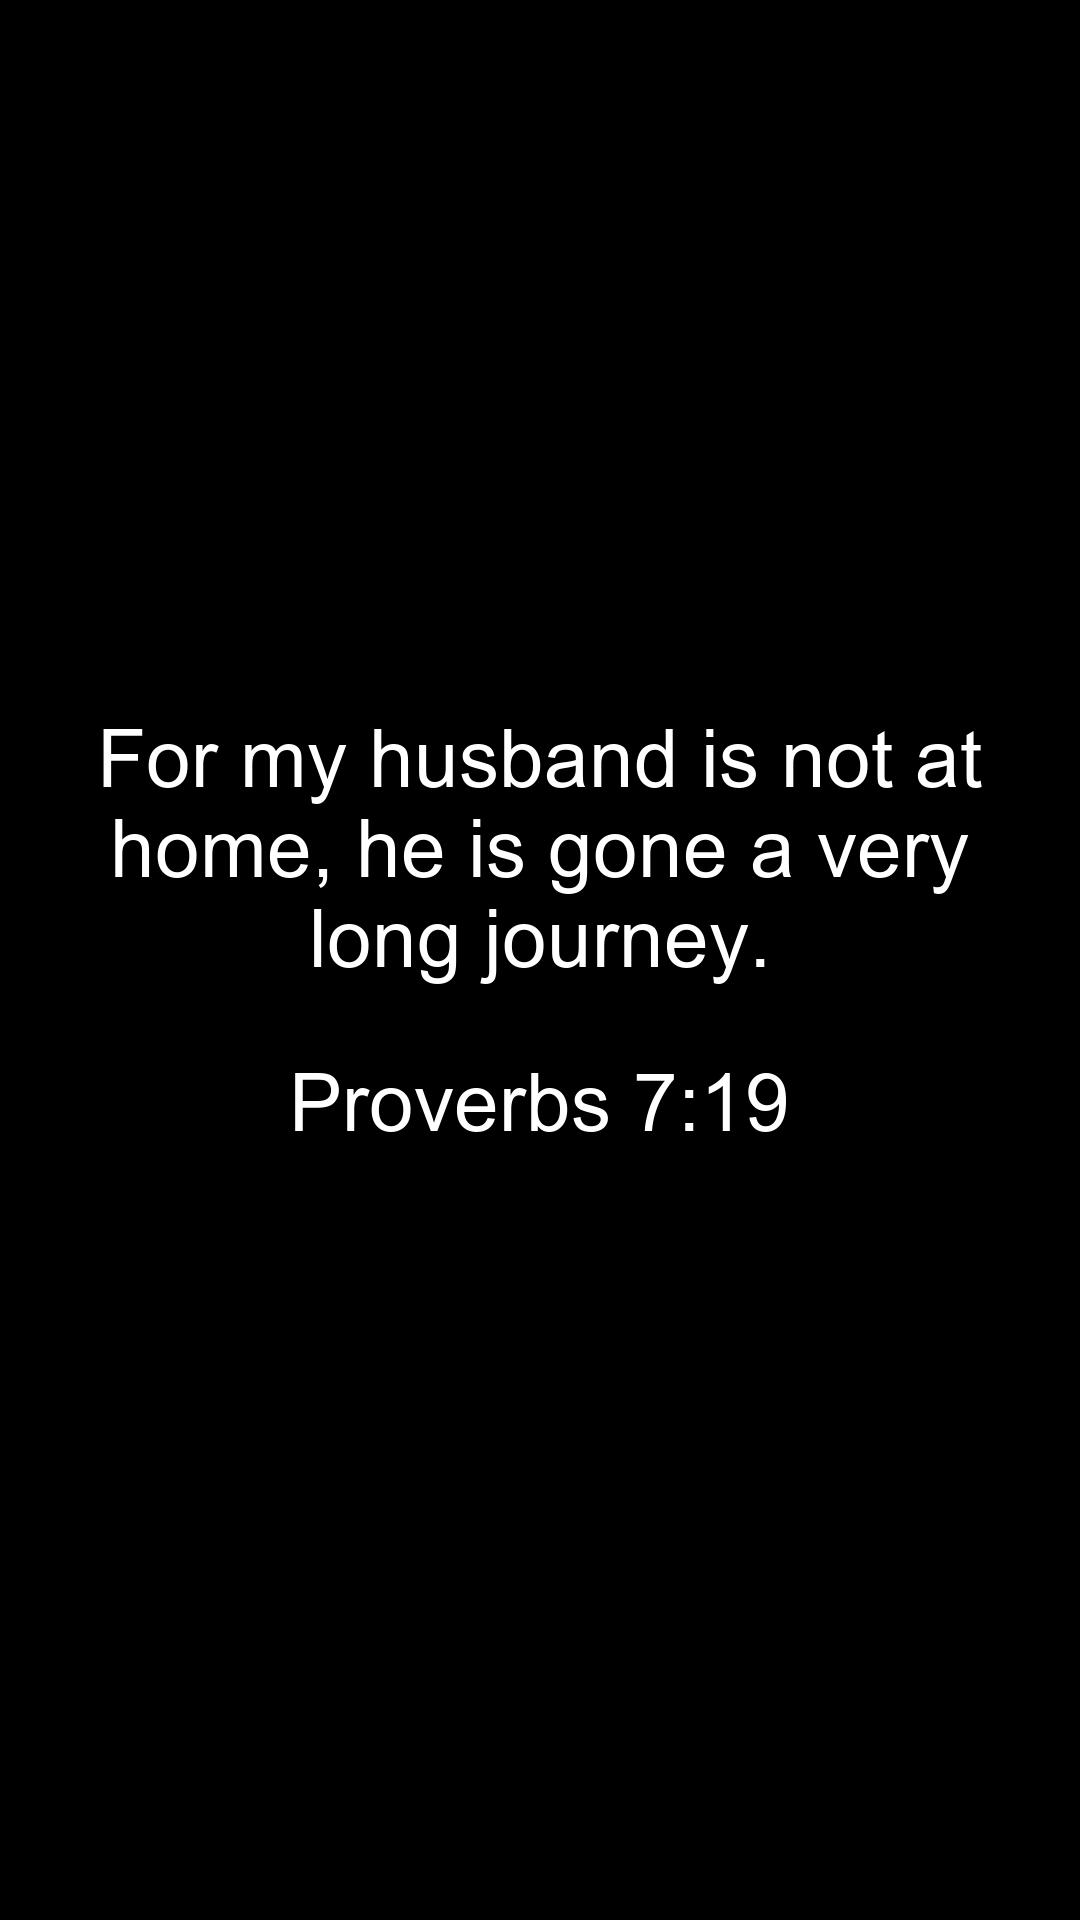 For my husband is not at
home, he is gone a very
long journey.
Proverbs 7:19